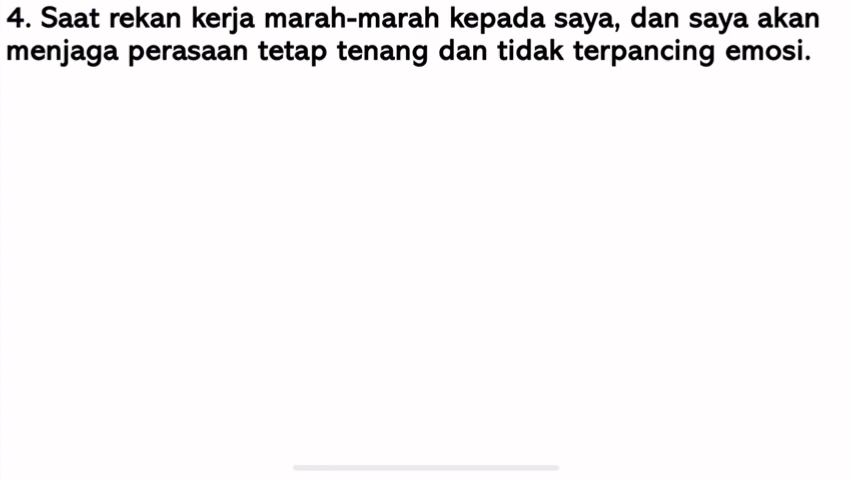 4. Saat rekan kerja marah-marah kepada saya, dan saya akan
menjaga perasaan tetap tenang dan tidak terpancing emosi.